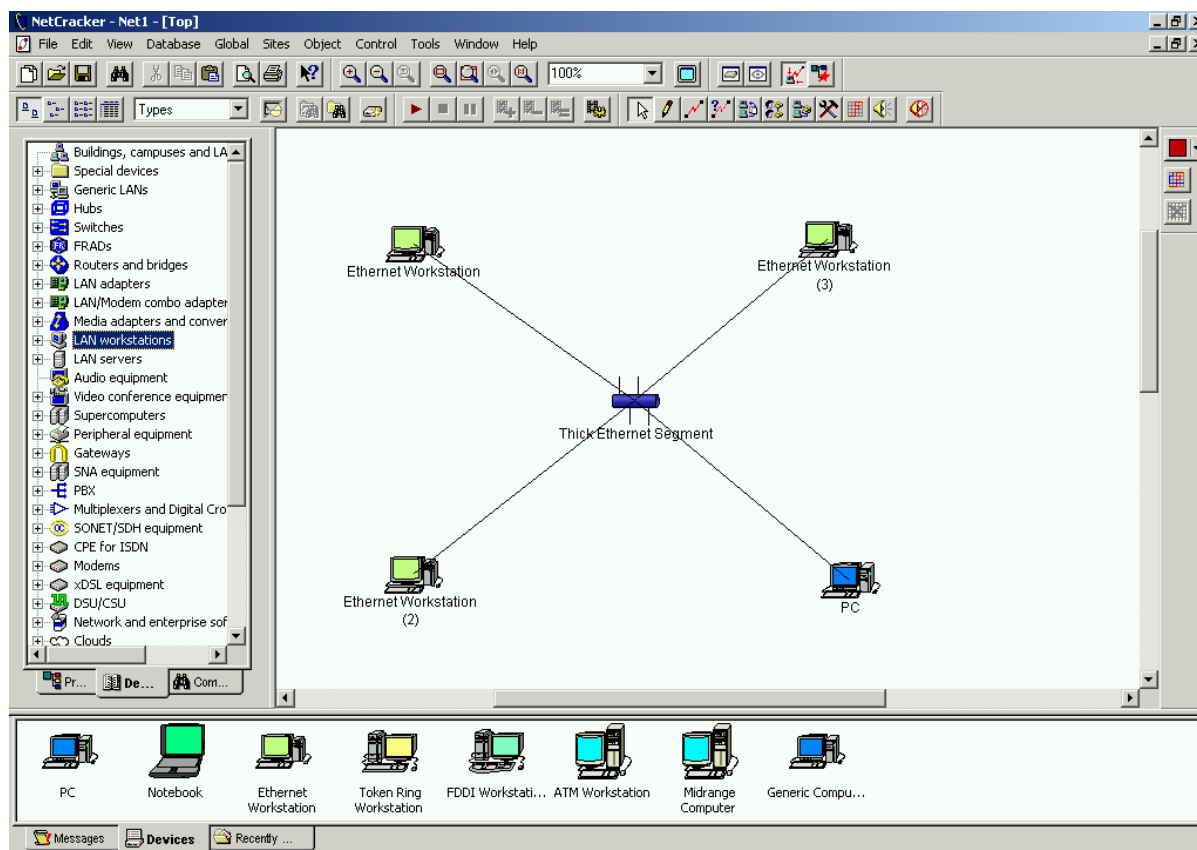 NetCracker - Net1 - [Top]
File Edit View Database Global Sites Object Control Tools Window Help
100%
Types
Buildings, campuses and LA
Special devices
Generic LANs
Hubs
Switches
FRADs
Routers and bridges
LAN adapters
LAN/Modem combo adapter
Media adapters and conver
LAN workstations
LAN servers
Audio equipment
Video conference equipmer
Supercomputers
Peripheral equipment
Gateways
SNA equipment
PBX
Multiplexers and Digital Cro
SONET/SDH equipment
CPE for ISDN
Modems
xDSL equipment
DSU/CSU
Network and enterprise sof
Clouds
Pr...
De...
Com...
Ethernet Workstation
Ethernet Workstation
(3)
Thick Ethernet Segment
Ethernet Workstation
(2)
PC
PC
Notebook
Ethernet
Workstation
Token Ring
Workstation
FDDI Workstati...
ATM Workstation
Midrange
Computer
Generic Compu...
Messages
Devices
Recently ...